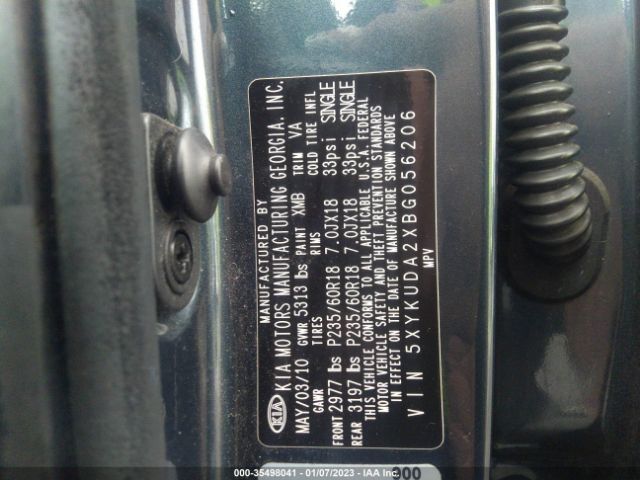 MANUFACTURED BY
KIA KIA MOTORS MANUFACTURING GEORGIA, INC.
MAY/03/10 GVWR 5313 lbs PAINT XMB TRIM VA
GAWR TIRES RIMS COLD TIRE INFL
FRONT 2977 lbs P235/60R18 7.0JX18 33psi SINGLE
REAR 3197 lbs P235/60R18 7.0JX18 33psi SINGLE
THIS VEHICLE CONFORMS TO ALL APPLICABLE U.S.A. FEDERAL
MOTOR VEHICLE SAFETY AND THEFT PREVENTION STANDARDS
IN EFFECT ON THE DATE OF MANUFACTURE SHOWN ABOVE
VIN 5XYKUDA2XBG056206
MPV
000-35498041 - 01/07/2023 - IAA Inc.